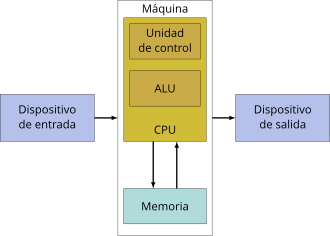 Máquina
Unidad
de control
ALU
CPU
Dispositivo
de entrada
Dispositivo
de salida
Memoria